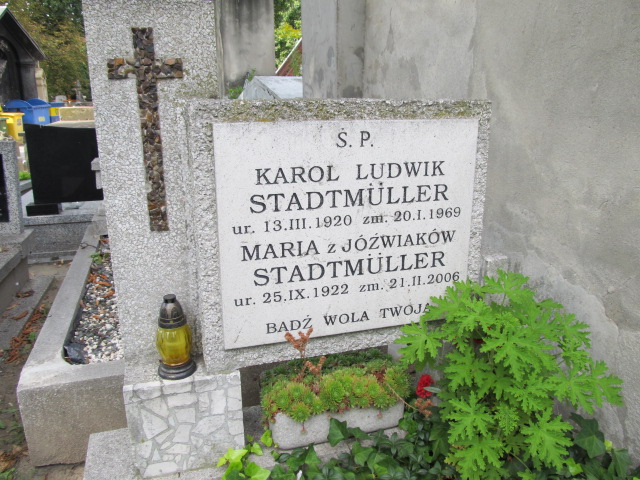 Ś.P.
KAROL LUDWIK
STADTMÜLLER
ur. 13.III.1920 zm. 20.I.1969
MARIA z JÓŹWIAKÓW
STADTMÜLLER
ur. 25.IX.1922 zm. 21.II.2006
BĄDŹ WOLA TWOJA